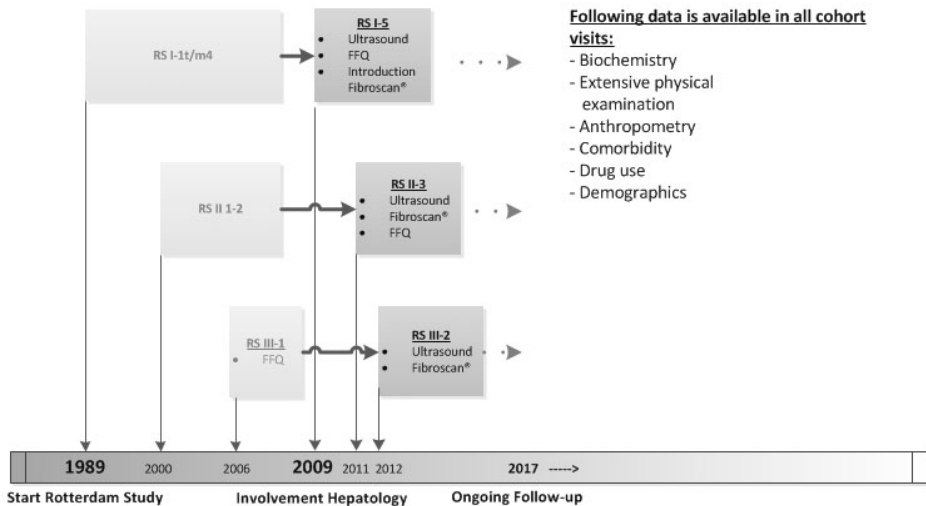 RS I-1t/m4
RS I-5
• Ultrasound
• FFQ
• Introduction
Fibroscan®
Following data is available in all cohort
visits:
- Biochemistry
- Extensive physical
examination
- Anthropometry
- Comorbidity
- Drug use
- Demographics
RS II 1-2
RS II-3
• Ultrasound
• Fibroscan®
• FFQ
RS III-1
• FFQ
RS III-2
• Ultrasound
• Fibroscan®
1989 2000 2006 2009 2011 2012 2017 ----->
Start Rotterdam Study Involvement Hepatology Ongoing Follow-up